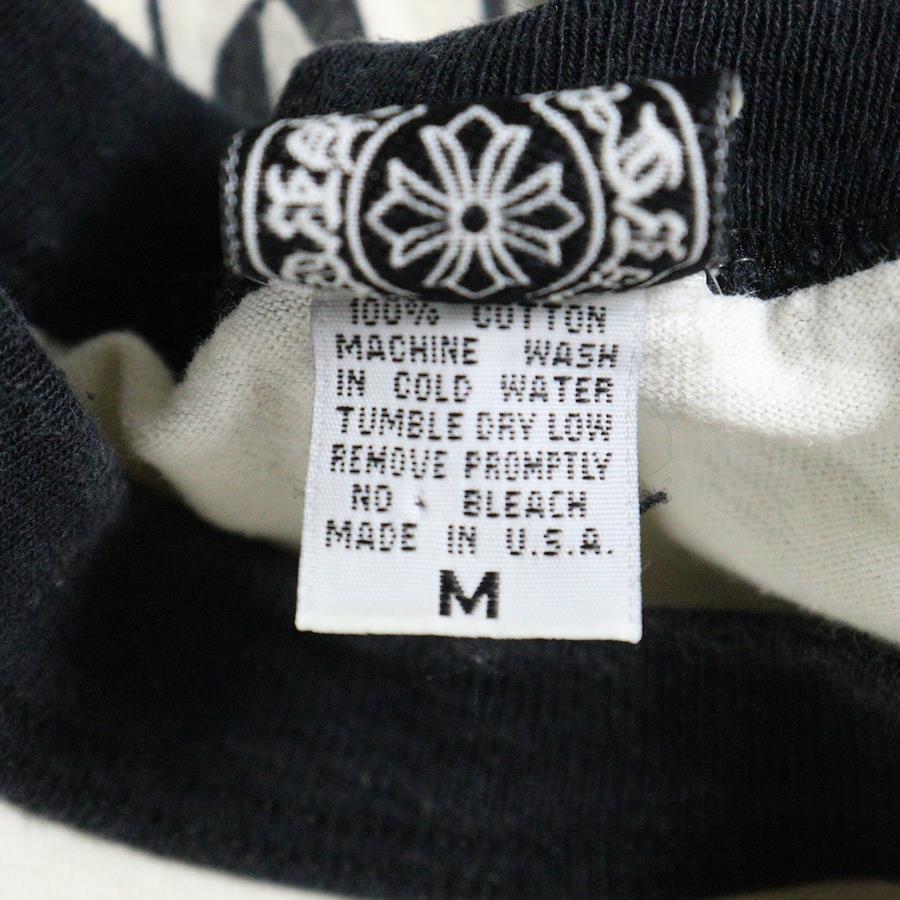 100% COTTON
MACHINE WASH
IN COLD WATER
TUMBLE DRY LOW
REMOVE PROMPTLY
NO BLEACH
MADE IN U.S.A.
M